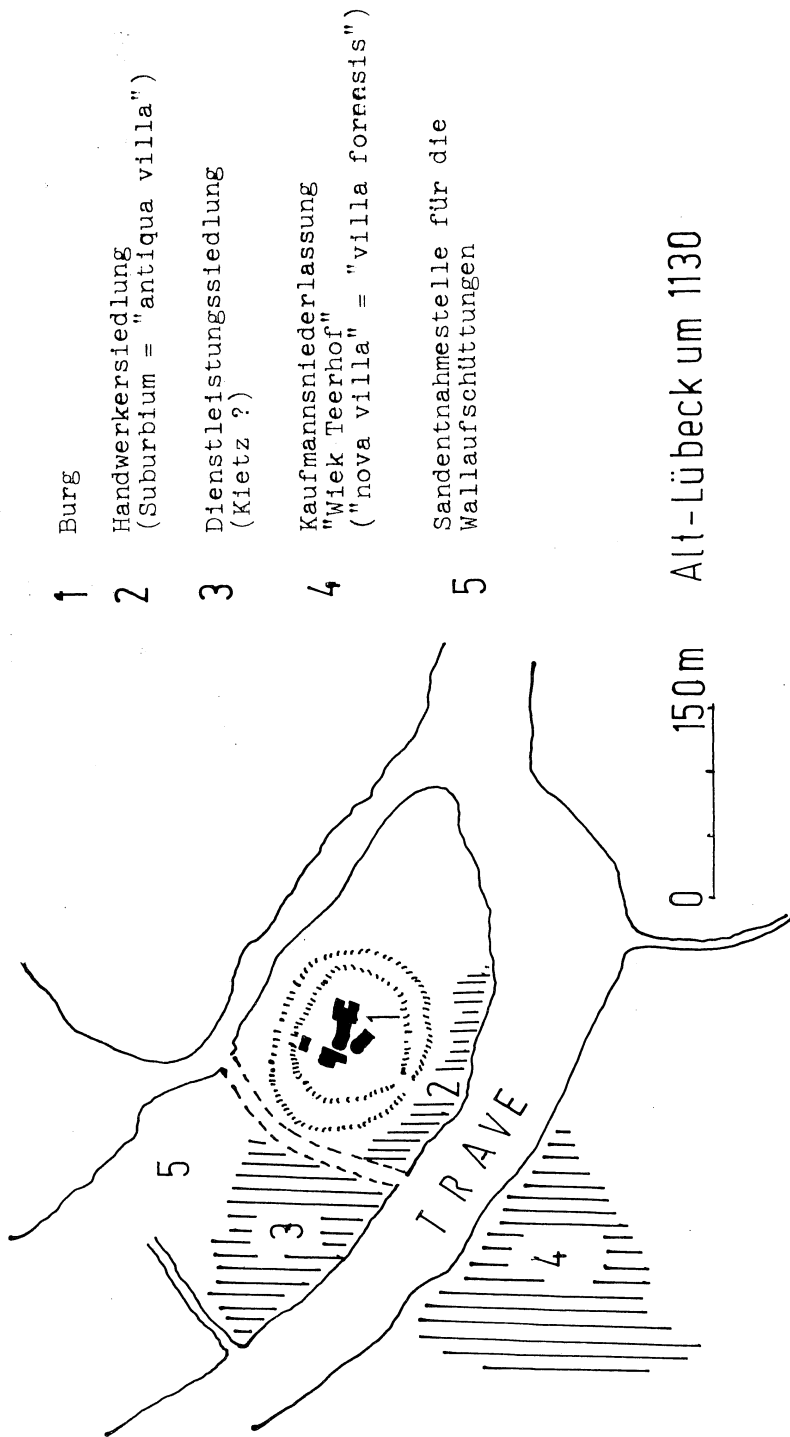 1 Burg
2 Handwerkersiedlung
(Suburbium = "antiqua villa")
3 Dienstleistungssiedlung
(Kietz ?)
4 Kaufmannsniederlassung
"Wiek Teerhof"
("nova villa" = "villa forensis")
5 Sandentnahmestelle für die
Wallaufschüttungen
5
3
1
2
TRAVE
4
0 150m Alt-Lübeck um 1130